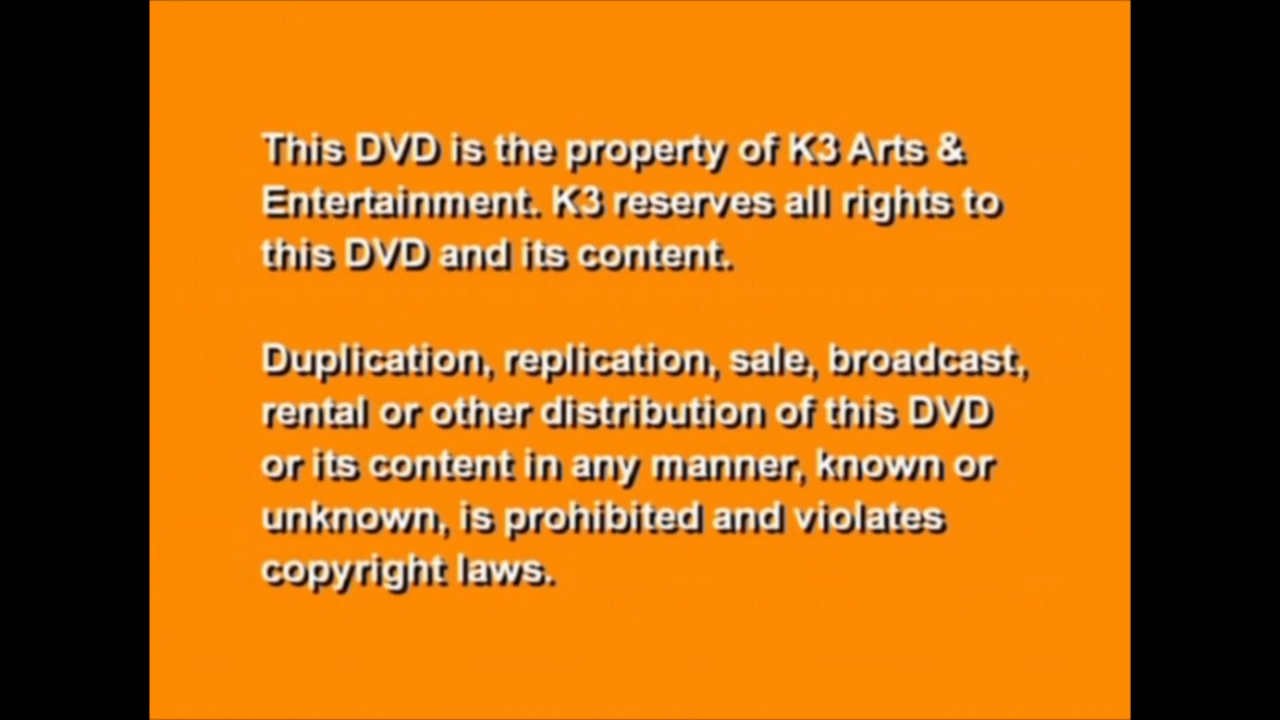 This DVD is the property of K3 Arts &
Entertainment. K3 reserves all rights to
this DVD and its content.
Duplication, replication, sale, broadcast,
rental or other distribution of this DVD
or its content in any manner, known or
unknown, is prohibited and violates
copyright laws.